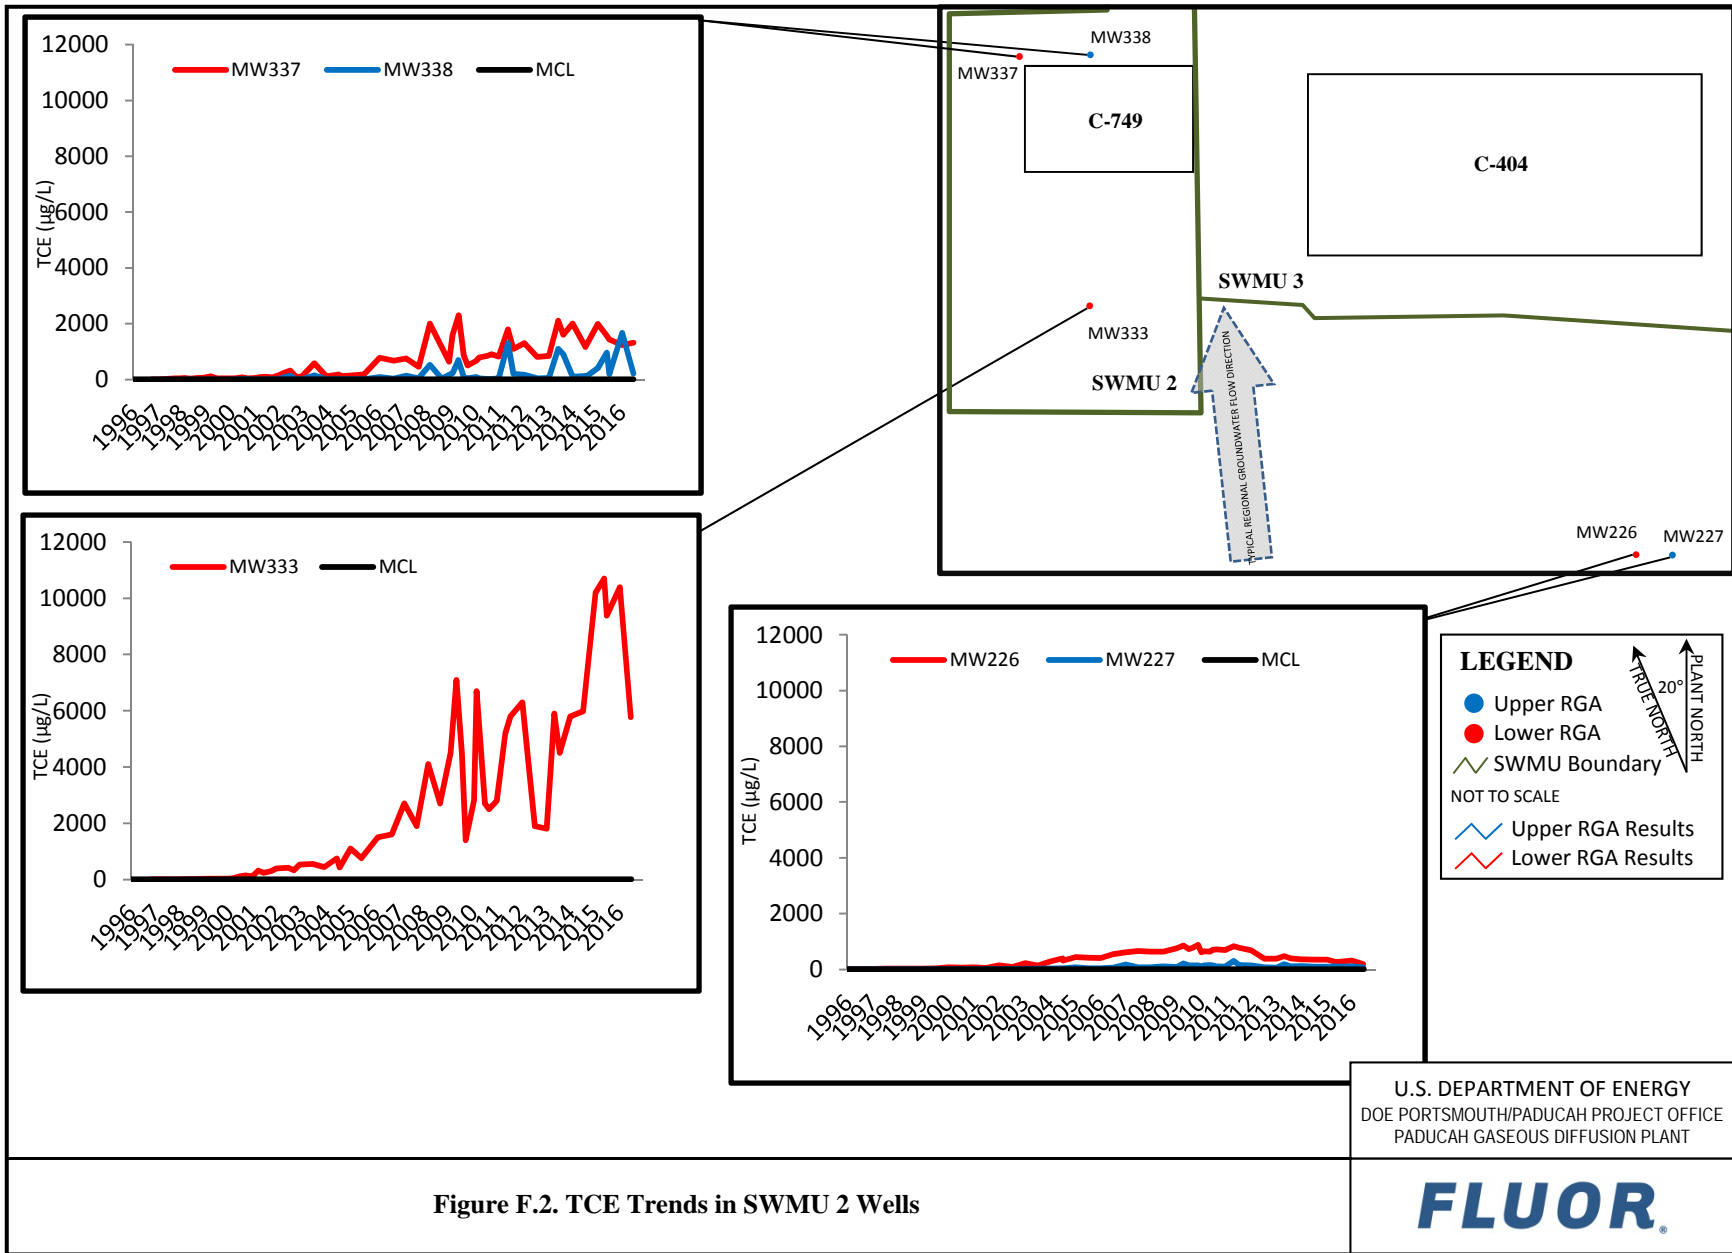 12000
10000
8000
6000
4000
2000
0
TCE (µg/L)
MW337 MW338 MCL
1996 1997 1998 1999 2000 2001 2002 2003 2004 2005 2006 2007 2008 2009 2010 2011 2012 2013 2014 2015 2016
MW338
MW337
C-749
C-404
SWMU 3
MW333
SWMU 2
TYPICAL REGIONAL GROUNDWATER FLOW DIRECTION
MW226 MW227
12000
10000
8000
6000
4000
2000
0
TCE (µg/L)
MW333 MCL
1996 1997 1998 1999 2000 2001 2002 2003 2004 2005 2006 2007 2008 2009 2010 2011 2012 2013 2014 2015 2016
12000
10000
8000
6000
4000
2000
0
TCE (µg/L)
MW226 MW227 MCL
1996 1997 1998 1999 2000 2001 2002 2003 2004 2005 2006 2007 2008 2009 2010 2011 2012 2013 2014 2015 2016
LEGEND
Upper RGA
Lower RGA
SWMU Boundary
NOT TO SCALE
Upper RGA Results
Lower RGA Results
TRUE NORTH
20°
PLANT NORTH
U.S. DEPARTMENT OF ENERGY
DOE PORTSMOUTH/PADUCAH PROJECT OFFICE
PADUCAH GASEOUS DIFFUSION PLANT
Figure F.2. TCE Trends in SWMU 2 Wells
FLUOR®